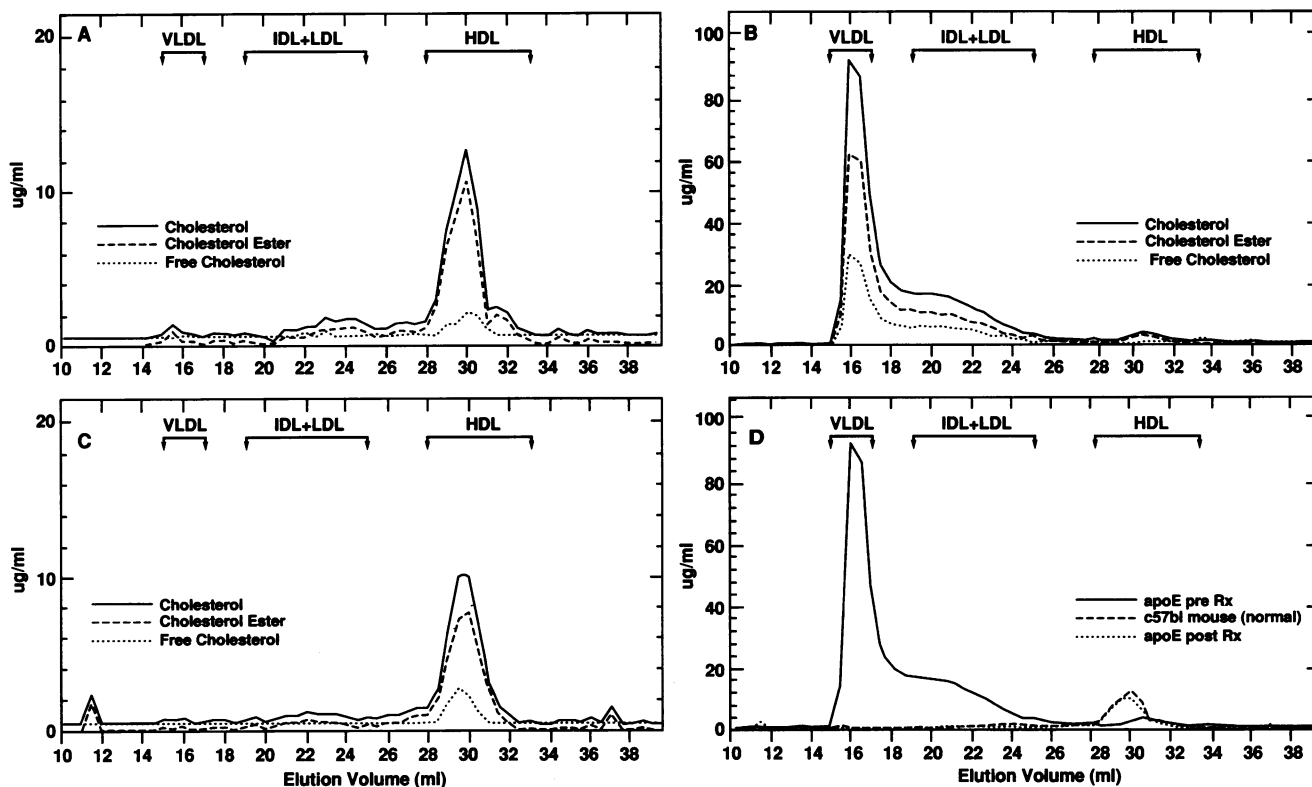 A
VLDL
IDL+LDL
HDL
20
10
0
ug/ml
Cholesterol
Cholesterol Ester
Free Cholesterol
10 12 14 16 18 20 22 24 26 28 30 32 34 36 38
B
VLDL
IDL+LDL
HDL
100
80
60
40
20
0
ug/ml
Cholesterol
Cholesterol Ester
Free Cholesterol
10 12 14 16 18 20 22 24 26 28 30 32 34 36 38
C
VLDL
IDL+LDL
HDL
20
10
0
ug/ml
Cholesterol
Cholesterol Ester
Free Cholesterol
10 12 14 16 18 20 22 24 26 28 30 32 34 36 38
Elution Volume (ml)
D
VLDL
IDL+LDL
HDL
100
80
60
40
20
0
ug/ml
apoE pre Rx
c57bl mouse (normal)
apoE post Rx
10 12 14 16 18 20 22 24 26 28 30 32 34 36 38
Elution Volume (ml)